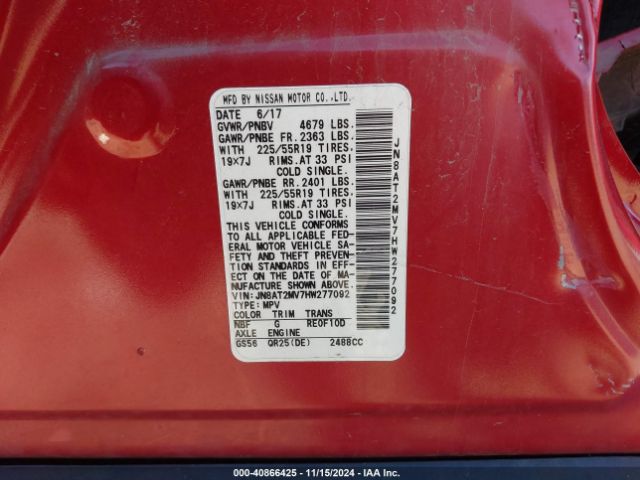 MFD BY NISSAN MOTOR CO.,LTD.
DATE 6/17
GVWR/PNBV 4679 LBS.
GAWR/PNBE FR. 2363 LBS.
WITH 225/55R19 TIRES.
19X7J RIMS. AT 33 PSI
COLD SINGLE.
GAWR/PNBE RR. 2401 LBS.
WITH 225/55R19 TIRES.
19X7J RIMS. AT 33 PSI
COLD SINGLE.
THIS VEHICLE CONFORMS
TO ALL APPLICABLE FED-
ERAL MOTOR VEHICLE SA-
FETY AND THEFT PREVENTION
STANDARDS IN EFF-
ECT ON THE DATE OF MA-
NUFACTURE SHOWN ABOVE.
VIN: JN8AT2MV7HW277092
TYPE: MPV
COLOR TRIM TRANS
NBF G RE0F10D
AXLE ENGINE
GS56 QR25(DE) 2488CC
JN8AT2MV7HW277092
000-40866425 - 11/15/2024 - IAA Inc.